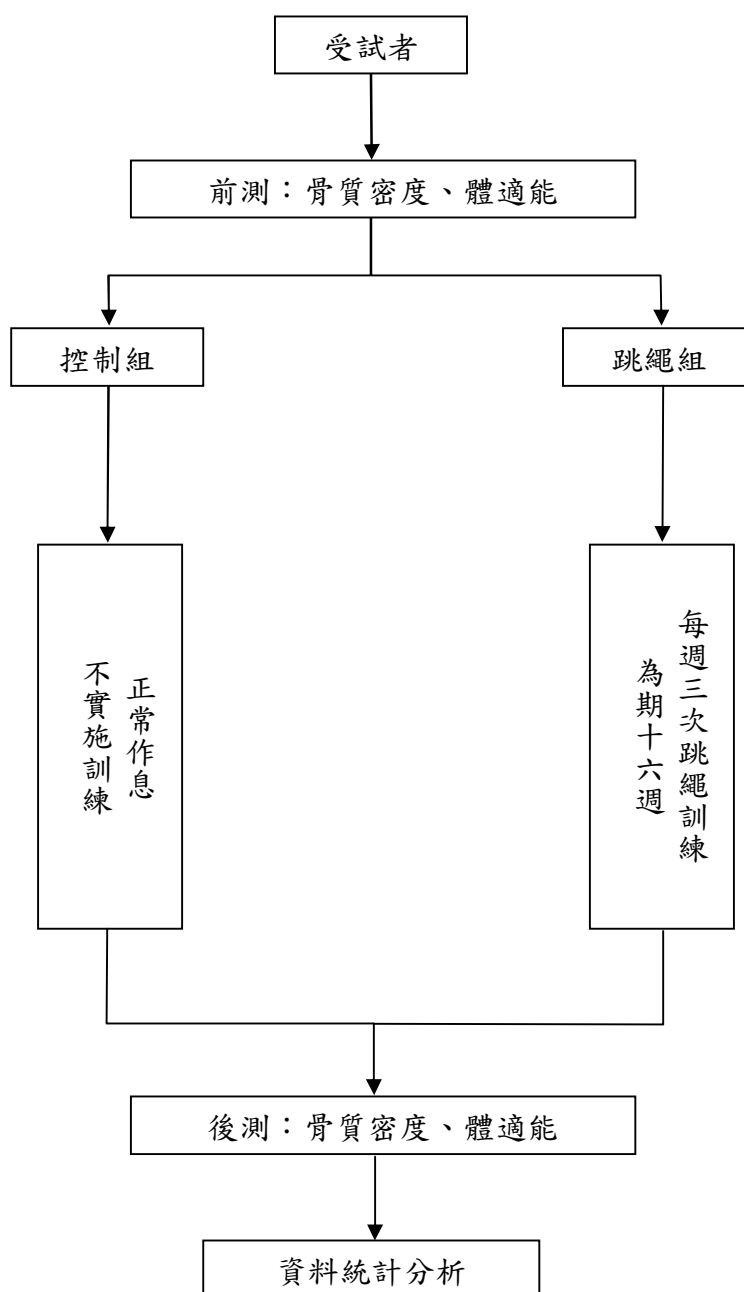 受試者
前測：骨質密度、體適能
控制組
跳繩組
正常作息
不實施訓練
每週三次跳繩訓練
為期十六週
後測：骨質密度、體適能
資料統計分析